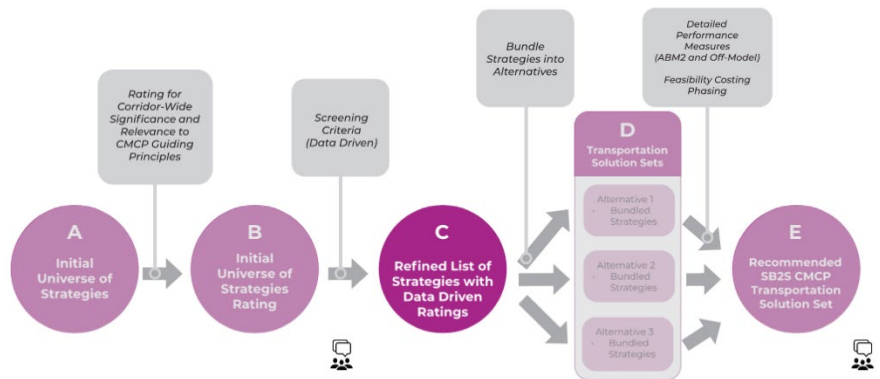 Rating for
Corridor-Wide
Significance and
Relevance to
CMCP Guiding
Principles
Screening
Criteria
(Data Driven)
Bundle
Strategies into
Alternatives
Detailed
Performance
Measures
(ABM2 and Off-Model)
Feasibility Costing
Phasing
A
Initial
Universe of
Strategies
B
Initial
Universe of
Strategies
Rating
C
Refined List of
Strategies with
Data Driven
Ratings
D
Transportation
Solution Sets
Alternative 1
- Bundled
Strategies
Alternative 2
- Bundled
Strategies
Alternative 3
- Bundled
Strategies
E
Recommended
SB2S CMCP
Transportation
Solution Set